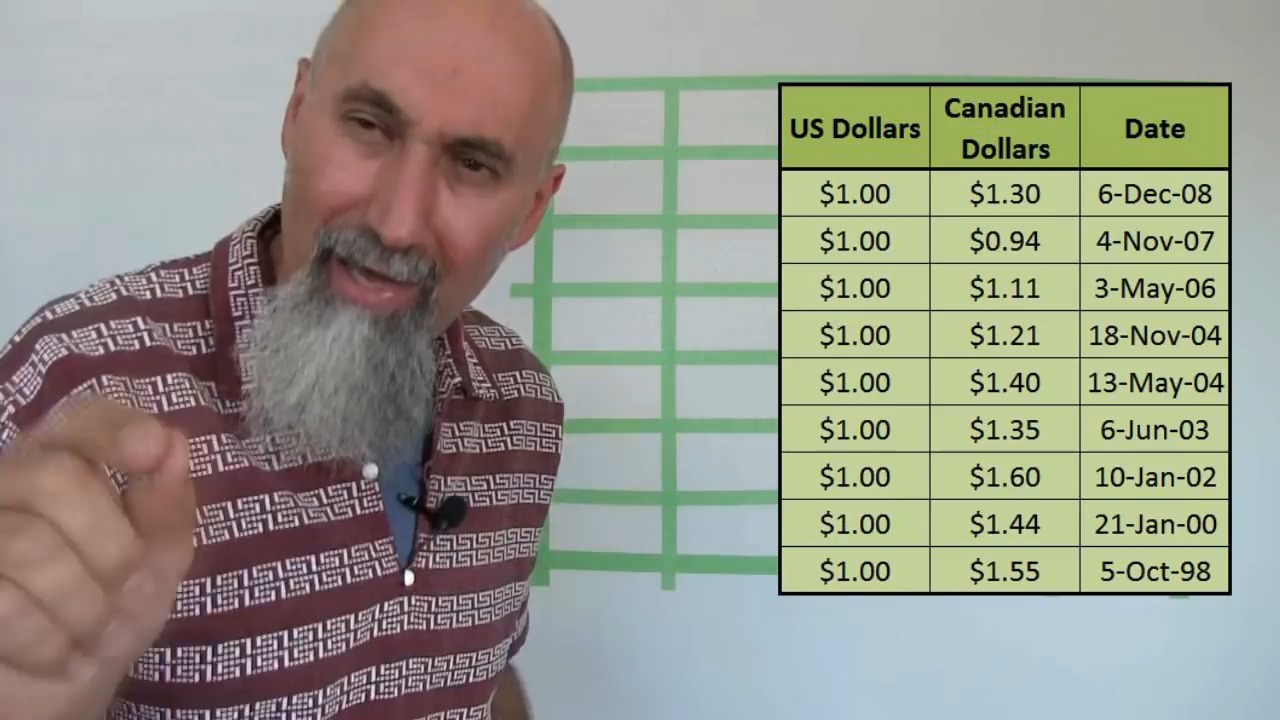 US Dollars Canadian Dollars Date
$1.00 $1.30 6-Dec-08
$1.00 $0.94 4-Nov-07
$1.00 $1.11 3-May-06
$1.00 $1.21 18-Nov-04
$1.00 $1.40 13-May-04
$1.00 $1.35 6-Jun-03
$1.00 $1.60 10-Jan-02
$1.00 $1.44 21-Jan-00
$1.00 $1.55 5-Oct-98